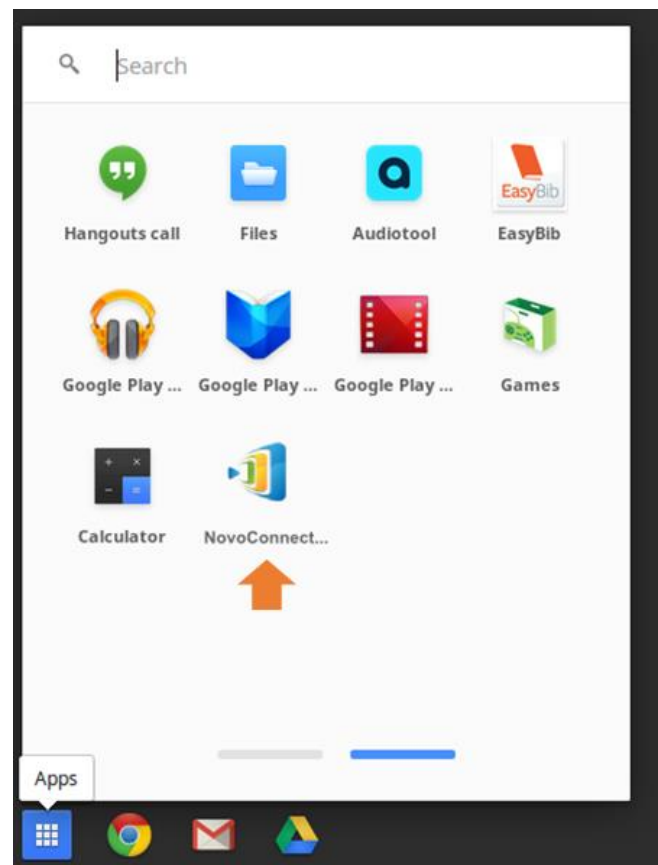 Search
EasyBib
Hangouts call Files Audiotool EasyBib
Google Play ... Google Play ... Google Play ... Games
Calculator NovoConnect...
Apps